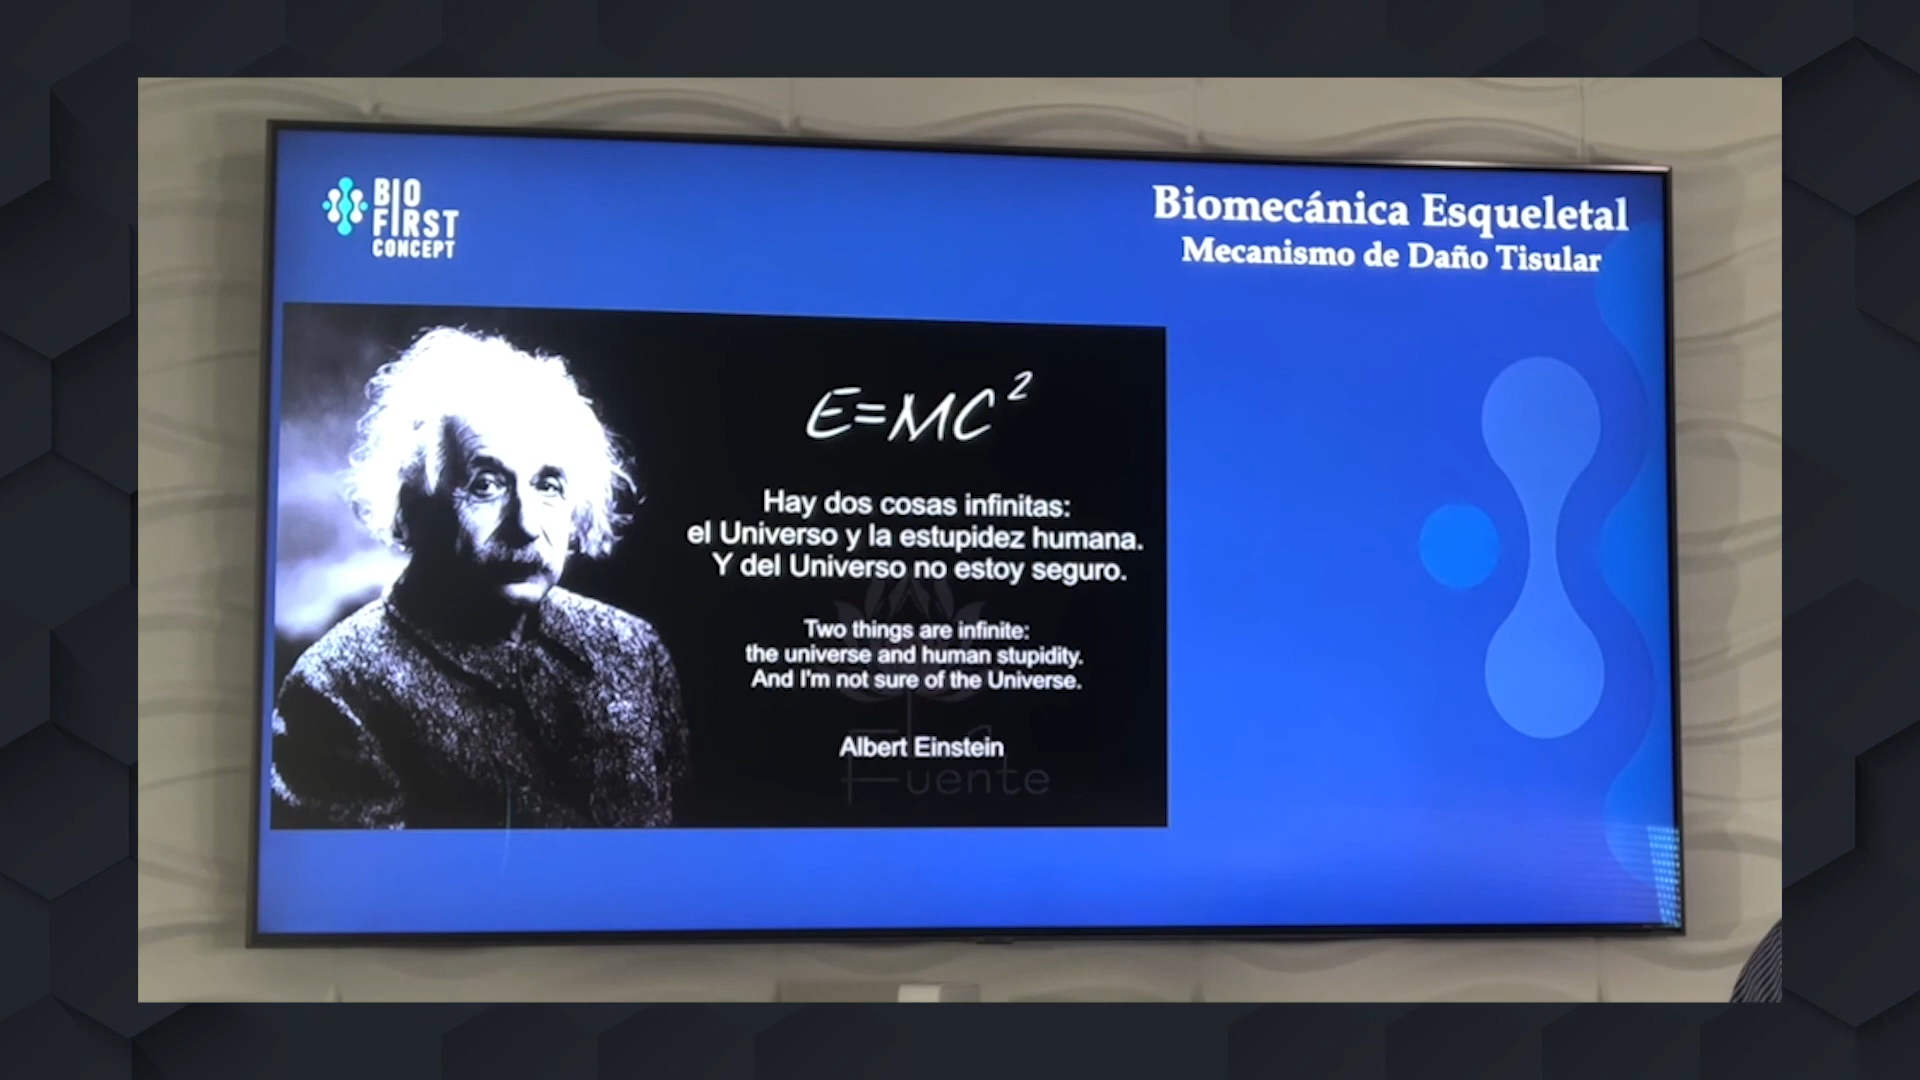 BIO
FIRST
CONCEPT
Biomecánica Esqueletal
Mecanismo de Daño Tisular
E=MC²
Hay dos cosas infinitas:
el Universo y la estupidez humana.
Y del Universo no estoy seguro.
Two things are infinite:
the universe and human stupidity.
And I'm not sure of the Universe.
Albert Einstein
Fuente